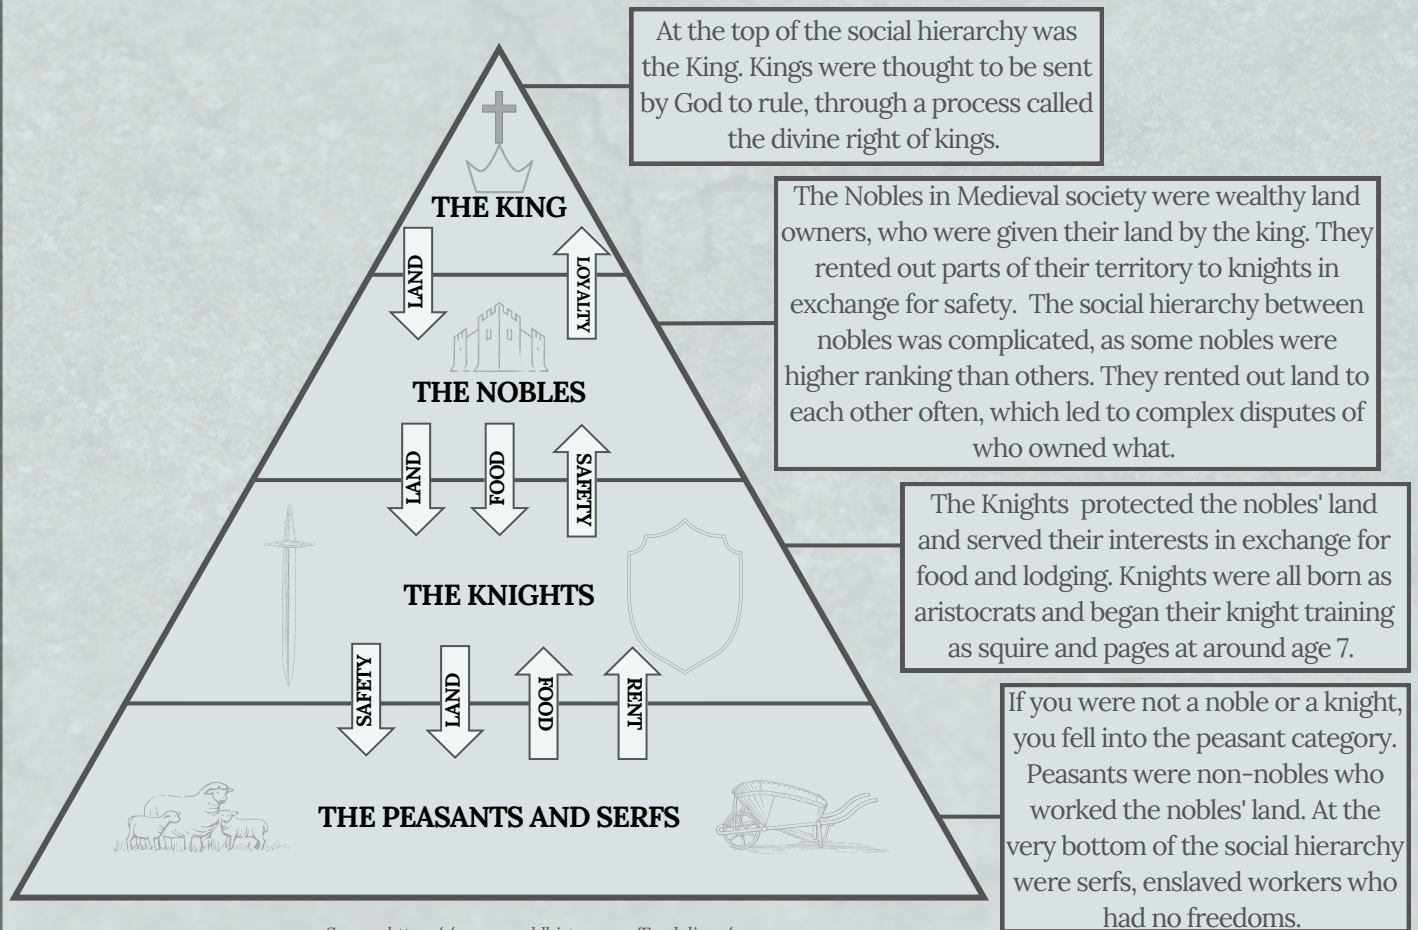 At the top of the social hierarchy was
the King. Kings were thought to be sent
by God to rule, through a process called
the divine right of kings.
THE KING
LAND
LOYALTY
The Nobles in Medieval society were wealthy land
owners, who were given their land by the king. They
rented out parts of their territory to knights in
exchange for safety.  The social hierarchy between
nobles was complicated, as some nobles were
higher ranking than others. They rented out land to
each other often, which led to complex disputes of
who owned what.
THE NOBLES
LAND
FOOD
SAFETY
The Knights  protected the nobles' land
and served their interests in exchange for
food and lodging. Knights were all born as
aristocrats and began their knight training
as squire and pages at around age 7.
THE KNIGHTS
SAFETY
LAND
FOOD
RENT
If you were not a noble or a knight,
you fell into the peasant category.
Peasants were non-nobles who
worked the nobles' land. At the
very bottom of the social hierarchy
were serfs, enslaved workers who
had no freedoms.
THE PEASANTS AND SERFS